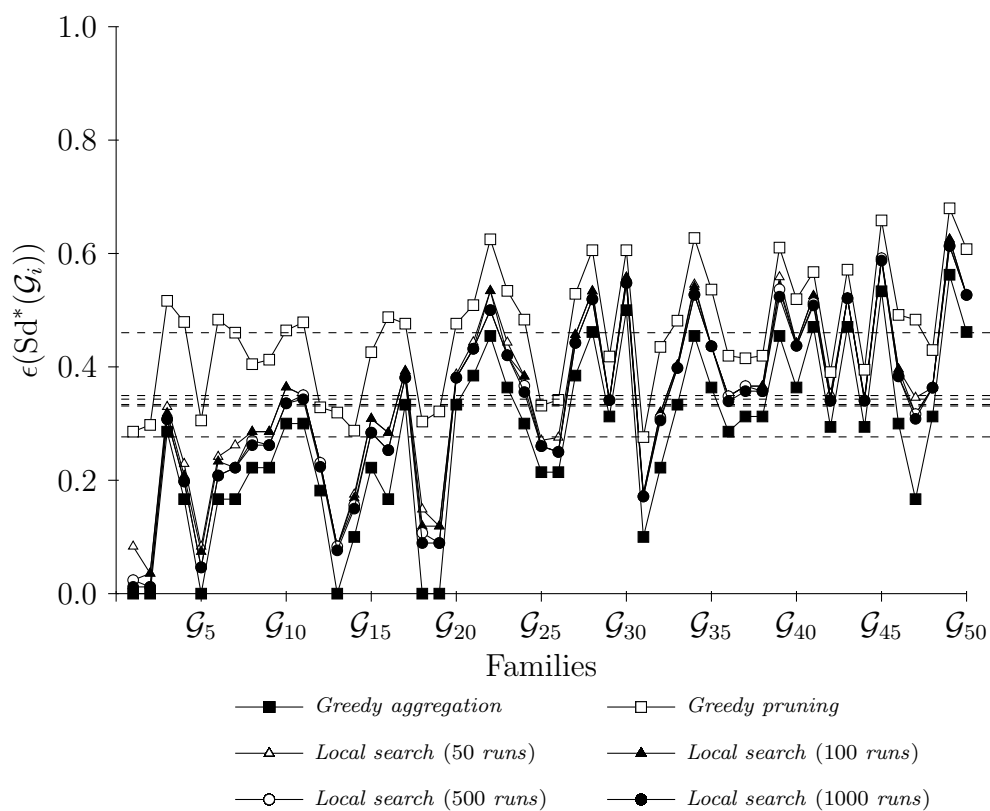 1.0
0.8
0.6
0.4
0.2
0.0
ϵ(Sd*(𝒢ᵢ))
𝒢₅ 𝒢₁₀ 𝒢₁₅ 𝒢₂₀ 𝒢₂₅ 𝒢₃₀ 𝒢₃₅ 𝒢₄₀ 𝒢₄₅ 𝒢₅₀
Families
Greedy aggregation Greedy pruning
Local search (50 runs) Local search (100 runs)
Local search (500 runs) Local search (1000 runs)